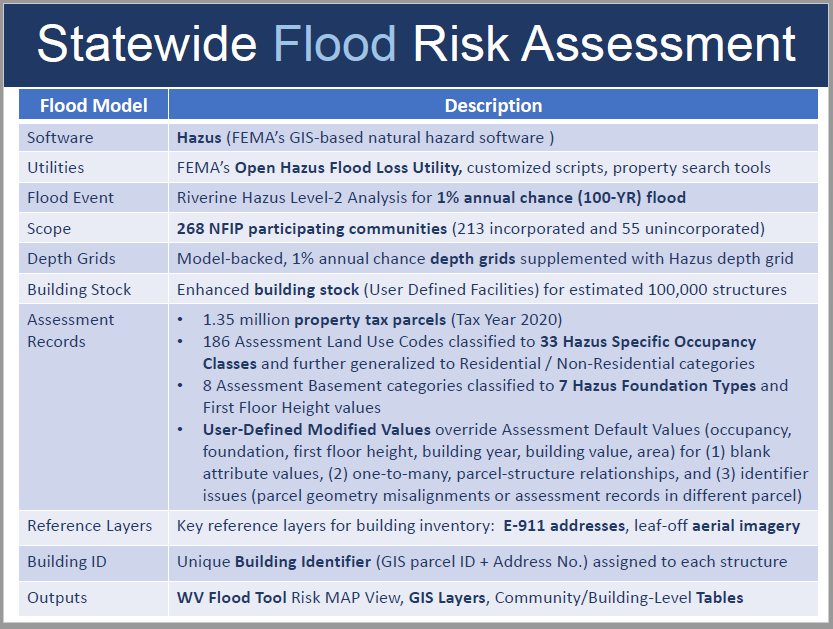 Statewide Flood Risk Assessment
Flood Model Description
Software Hazus (FEMA's GIS-based natural hazard software )
Utilities FEMA's Open Hazus Flood Loss Utility, customized scripts, property search tools
Flood Event Riverine Hazus Level-2 Analysis for 1% annual chance (100-YR) flood
Scope 268 NFIP participating communities (213 incorporated and 55 unincorporated)
Depth Grids Model-backed, 1% annual chance depth grids supplemented with Hazus depth grid
Building Stock Enhanced building stock (User Defined Facilities) for estimated 100,000 structures
Assessment • 1.35 million property tax parcels (Tax Year 2020)
Records • 186 Assessment Land Use Codes classified to 33 Hazus Specific Occupancy
Classes and further generalized to Residential / Non-Residential categories
• 8 Assessment Basement categories classified to 7 Hazus Foundation Types and
First Floor Height values
• User-Defined Modified Values override Assessment Default Values (occupancy,
foundation, first floor height, building year, building value, area) for (1) blank
attribute values, (2) one-to-many, parcel-structure relationships, and (3) identifier
issues (parcel geometry misalignments or assessment records in different parcel)
Reference Layers Key reference layers for building inventory: E-911 addresses, leaf-off aerial imagery
Building ID Unique Building Identifier (GIS parcel ID + Address No.) assigned to each structure
Outputs WV Flood Tool Risk MAP View, GIS Layers, Community/Building-Level Tables